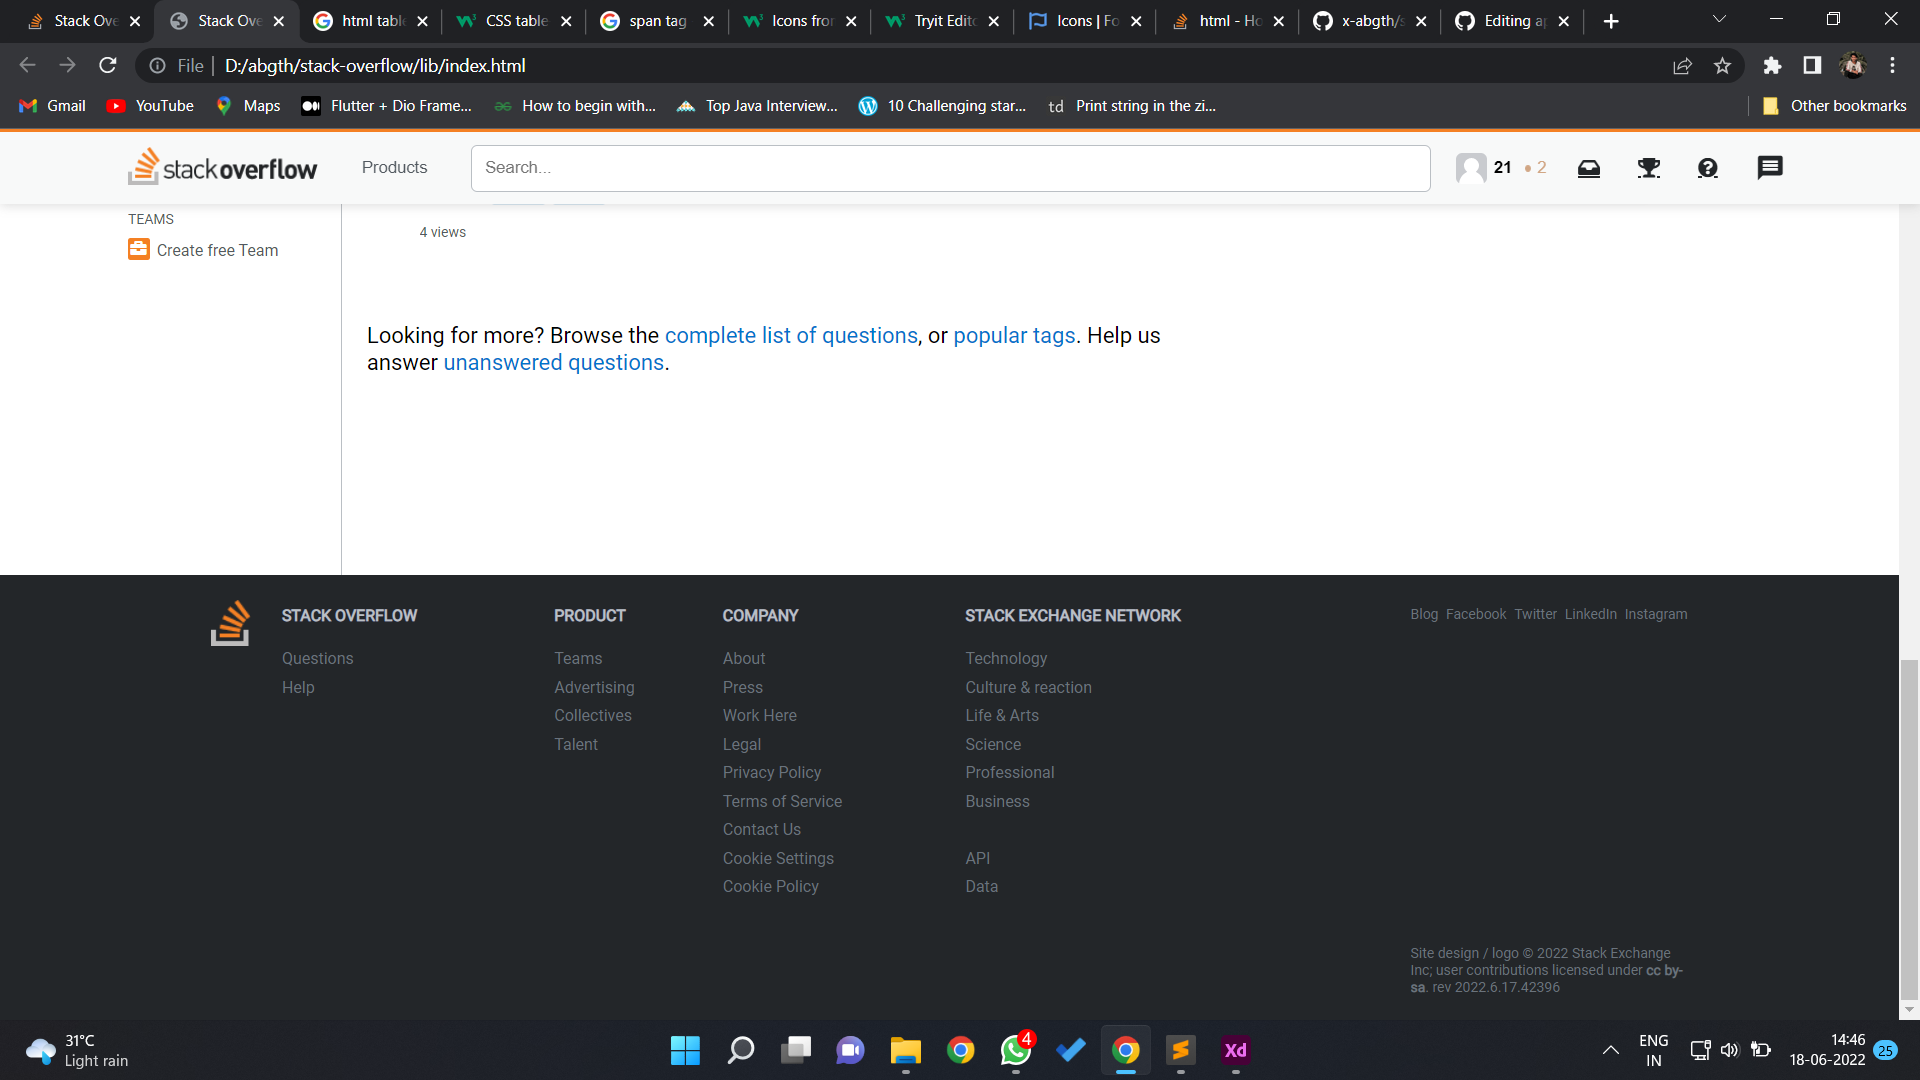 Stack Ove
Stack Ove
html table
CSS table
span tag
Icons from
Tryit Edito
Icons | Fo
html - Ho
x-abgth/s
Editing ap
File
D:/abgth/stack-overflow/lib/index.html
Gmail
YouTube
Maps
Flutter + Dio Frame...
How to begin with...
Top Java Interview...
10 Challenging star...
td Print string in the zi...
Other bookmarks
stackoverflow
Products
Search...
21 • 2
TEAMS
Create free Team
4 views
Looking for more? Browse the complete list of questions, or popular tags. Help us
answer unanswered questions.
STACK OVERFLOW
Questions
Help
PRODUCT
Teams
Advertising
Collectives
Talent
COMPANY
About
Press
Work Here
Legal
Privacy Policy
Terms of Service
Contact Us
Cookie Settings
Cookie Policy
STACK EXCHANGE NETWORK
Technology
Culture & reaction
Life & Arts
Science
Professional
Business
API
Data
Blog Facebook Twitter LinkedIn Instagram
Site design / logo © 2022 Stack Exchange
Inc; user contributions licensed under cc by-
sa. rev 2022.6.17.42396
31°C
Light rain
4
Xd
ENG
IN
14:46
18-06-2022
25